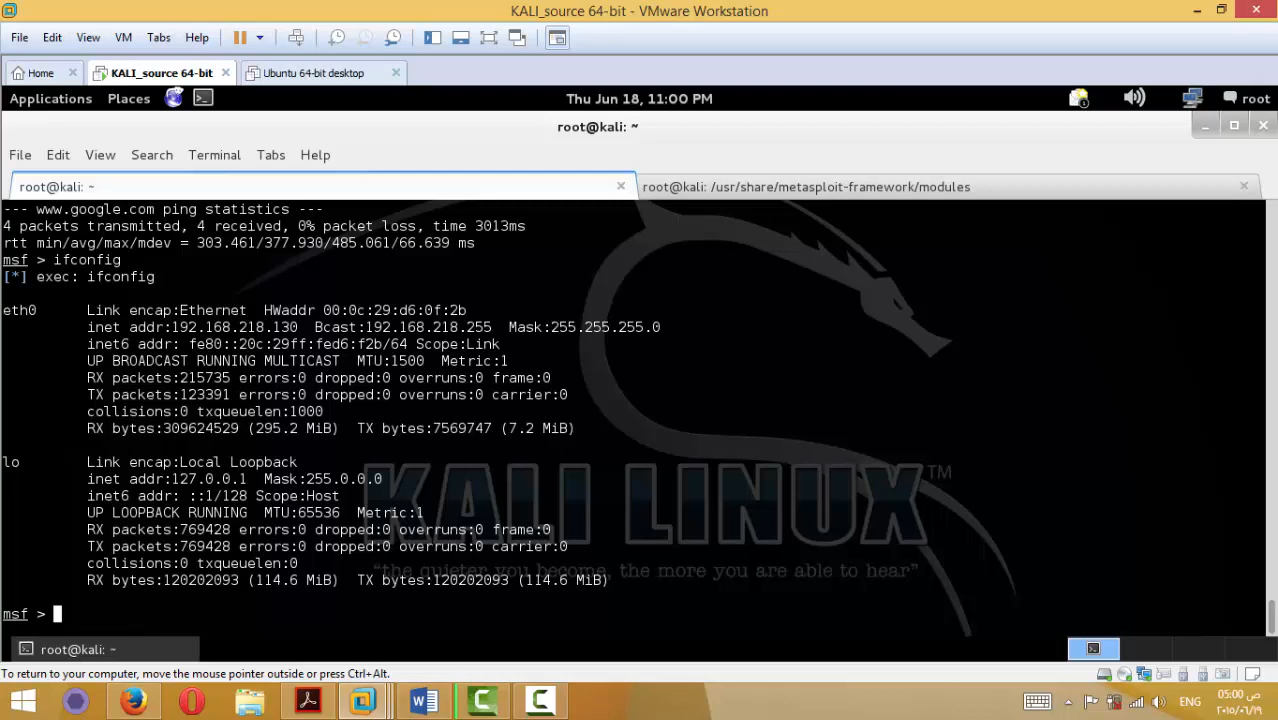 KALI_source 64-bit - VMware Workstation
File Edit View VM Tabs Help
Home KALI_source 64-bit Ubuntu 64-bit desktop
Applications Places Thu Jun 18, 11:00 PM root
root@kali: ~
File Edit View Search Terminal Tabs Help
root@kali: ~ root@kali: /usr/share/metasploit-framework/modules
--- www.google.com ping statistics ---
4 packets transmitted, 4 received, 0% packet loss, time 3013ms
rtt min/avg/max/mdev = 303.461/377.930/485.061/66.639 ms
msf > ifconfig
[*] exec: ifconfig
eth0 Link encap:Ethernet HWaddr 00:0c:29:d6:0f:2b
inet addr:192.168.218.130 Bcast:192.168.218.255 Mask:255.255.255.0
inet6 addr: fe80::20c:29ff:fed6:f2b/64 Scope:Link
UP BROADCAST RUNNING MULTICAST MTU:1500 Metric:1
RX packets:215735 errors:0 dropped:0 overruns:0 frame:0
TX packets:123391 errors:0 dropped:0 overruns:0 carrier:0
collisions:0 txqueuelen:1000
RX bytes:309624529 (295.2 MiB) TX bytes:7569747 (7.2 MiB)
lo Link encap:Local Loopback
inet addr:127.0.0.1 Mask:255.0.0.0
inet6 addr: ::1/128 Scope:Host
UP LOOPBACK RUNNING MTU:65536 Metric:1
RX packets:769428 errors:0 dropped:0 overruns:0 frame:0
TX packets:769428 errors:0 dropped:0 overruns:0 carrier:0
collisions:0 txqueuelen:0
RX bytes:120202093 (114.6 MiB) TX bytes:120202093 (114.6 MiB)
KALI LINUX™
“the quieter you become, the more you are able to hear”
msf >
root@kali: ~
To return to your computer, move the mouse pointer outside or press Ctrl+Alt.
ENG
05:00 ص
٢٠١٥/٠٦/١٩